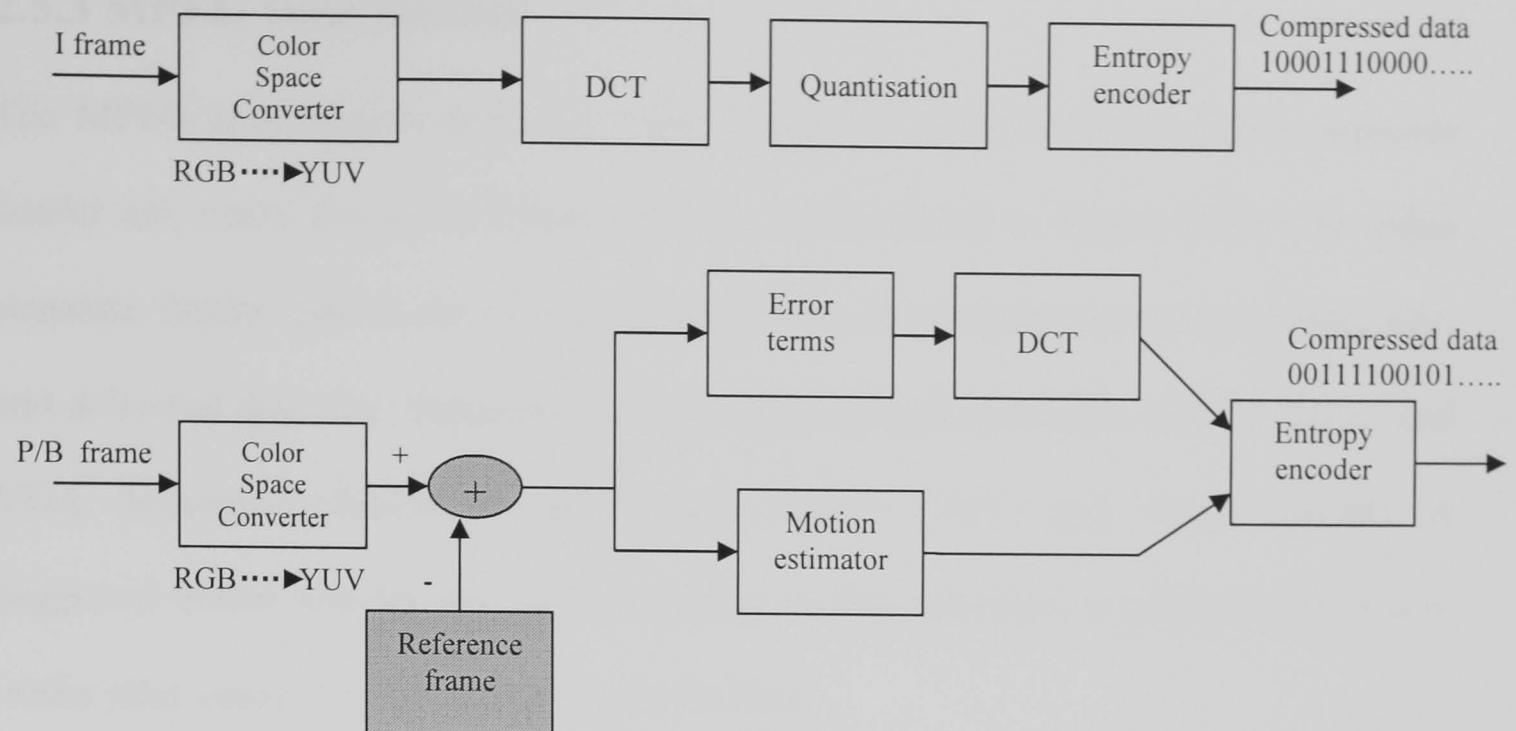 I frame
Color
Space
Converter
RGB····▶YUV
DCT
Quantisation
Entropy
encoder
Compressed data
10001110000.....
P/B frame
Color
Space
Converter
RGB····▶YUV
+
+
-
Reference
frame
Error
terms
DCT
Motion
estimator
Entropy
encoder
Compressed data
00111100101.....